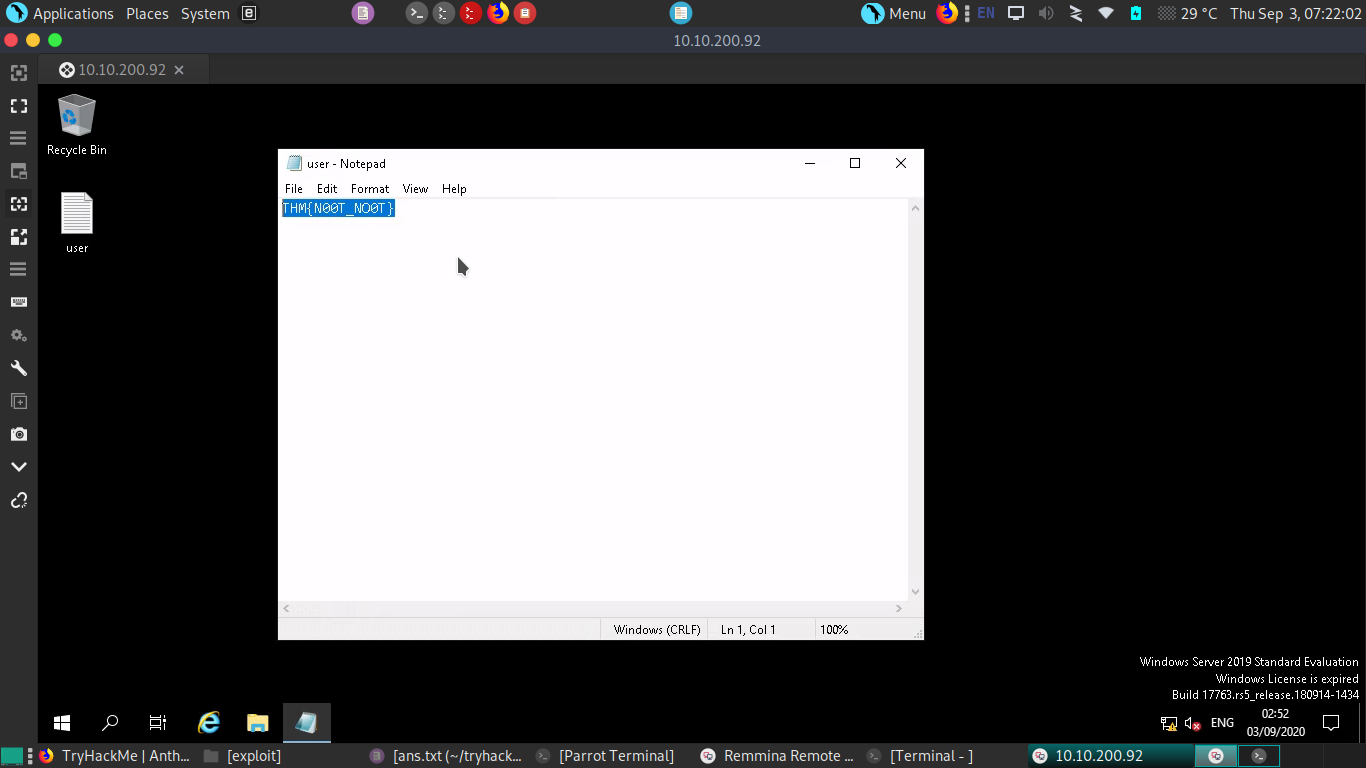 Applications Places System
Menu EN 29 °C Thu Sep 3, 07:22:02
10.10.200.92
10.10.200.92
Recycle Bin
user
user - Notepad
File Edit Format View Help
THM{N00T_NO0T}
Windows (CRLF) Ln 1, Col 1 100%
Windows Server 2019 Standard Evaluation
Windows License is expired
Build 17763.rs5_release.180914-1434
ENG
02:52
03/09/2020
TryHackMe | Anth... [exploit] [ans.txt (~/tryhack... [Parrot Terminal] Remmina Remote ... [Terminal - ] 10.10.200.92